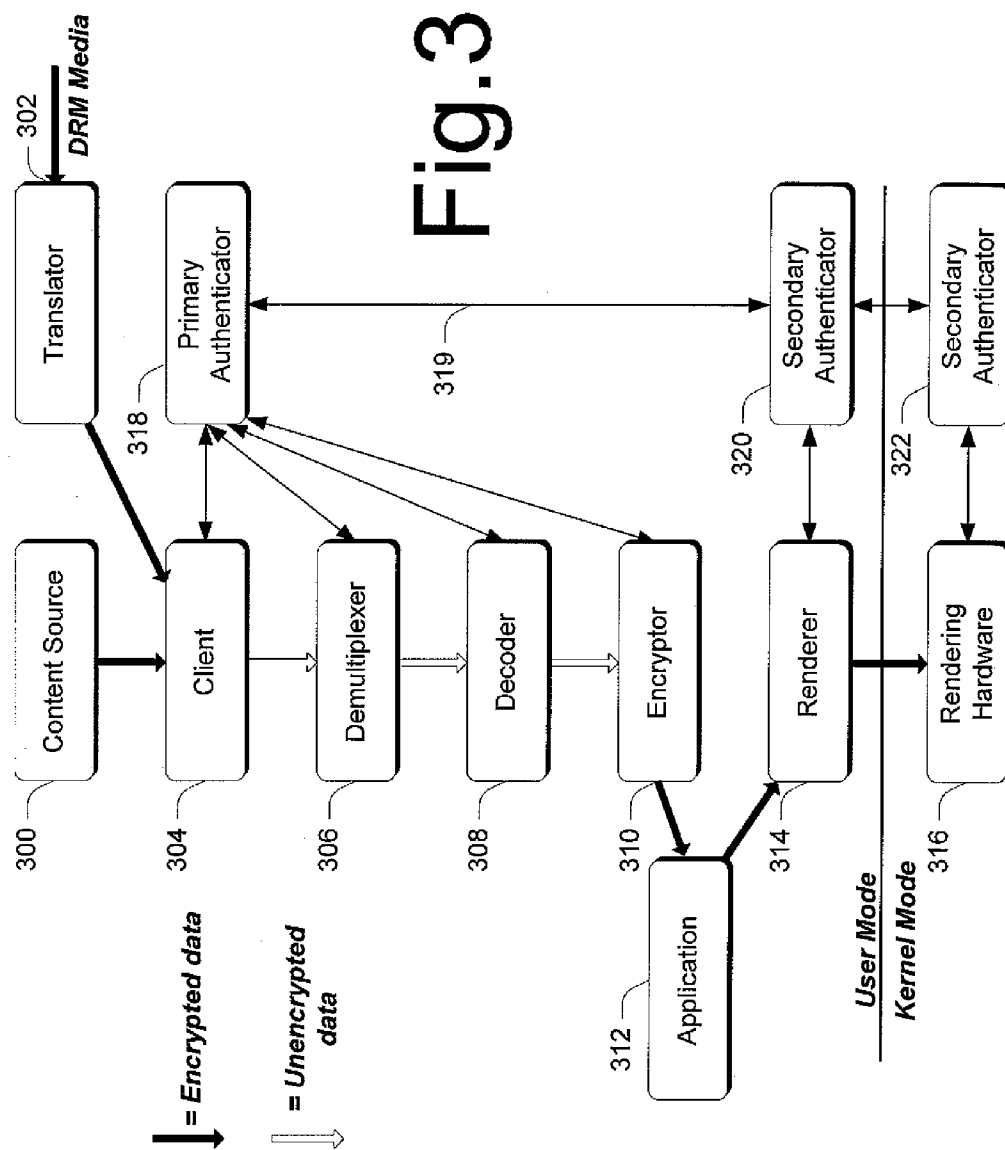 300
Content Source
Translator
302
DRM Media
304
Client
318
Primary
Authenticator
306
Demultiplexer
308
Decoder
319
310
Encryptor
312
Application
314
Renderer
320
Secondary
Authenticator
User Mode
Kernel Mode
316
Rendering
Hardware
322
Secondary
Authenticator
= Encrypted data
= Unencrypted
data
Fig.3